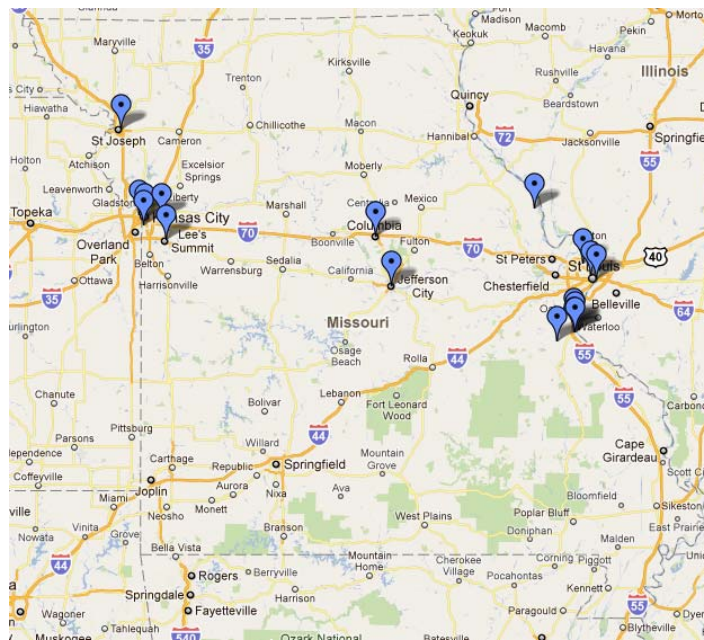 Clarinda
Port
Madison
Macomb
Pekin
Morto
Maryville
35
Keokuk
Havana
Kirksville
Rushville
Illinois
Trenton
Quincy
Beardstown
Hiawatha
St Joseph
Cameron
Chillicothe
Macon
Hannibal
72
Jacksonville
Springfie
Holton
Atchison
Excelsior
Springs
Moberly
55
Leavenworth
Gladston
Liberty
Marshall
Centralia
Mexico
Topeka
Kansas City
70
Columbia
Overland
Park
Lee's
Summit
Boonville
Fulton
70
St Peters
St Louis
40
Belton
Warrensburg
Sedalia
California
Jefferson
City
Chesterfield
Belleville
Ottawa
Harrisonville
35
Waterloo
64
Missouri
Osage
Beach
Rolla
44
55
Chanute
Lebanon
Fort Leonard
Wood
55
Carbond
Pittsburg
Bolivar
44
Parsons
Willard
Cape
Girardeau
ndependence
Carthage
Republic
Springfield
Mountain
Grove
Scott City
Coffeyville
Joplin
Aurora
Nixa
Ava
Bloomfield
Sikeston
Miami
Neosho
Monett
West Plains
Poplar Bluff
East Prairie
ville
Vinita
Grove
Branson
Doniphan
Malden
Nowata
Bella Vista
44
Rogers
Berryville
Mountain
Home
Cherokee
Village
Corning
Piggott
Pocahontas
Kennett
Springdale
Harrison
55
Wagoner
Fayetteville
Paragould
Dyer
Tahlequah
Blytheville
Muskogee
540
Ozark National
Batesville